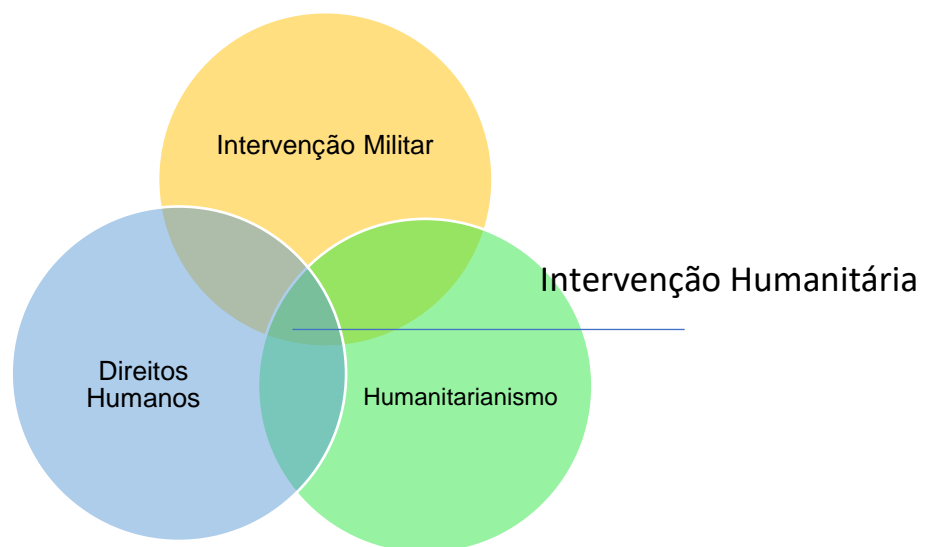 Intervenção Militar
Intervenção Humanitária
Direitos
Humanos
Humanitarianismo